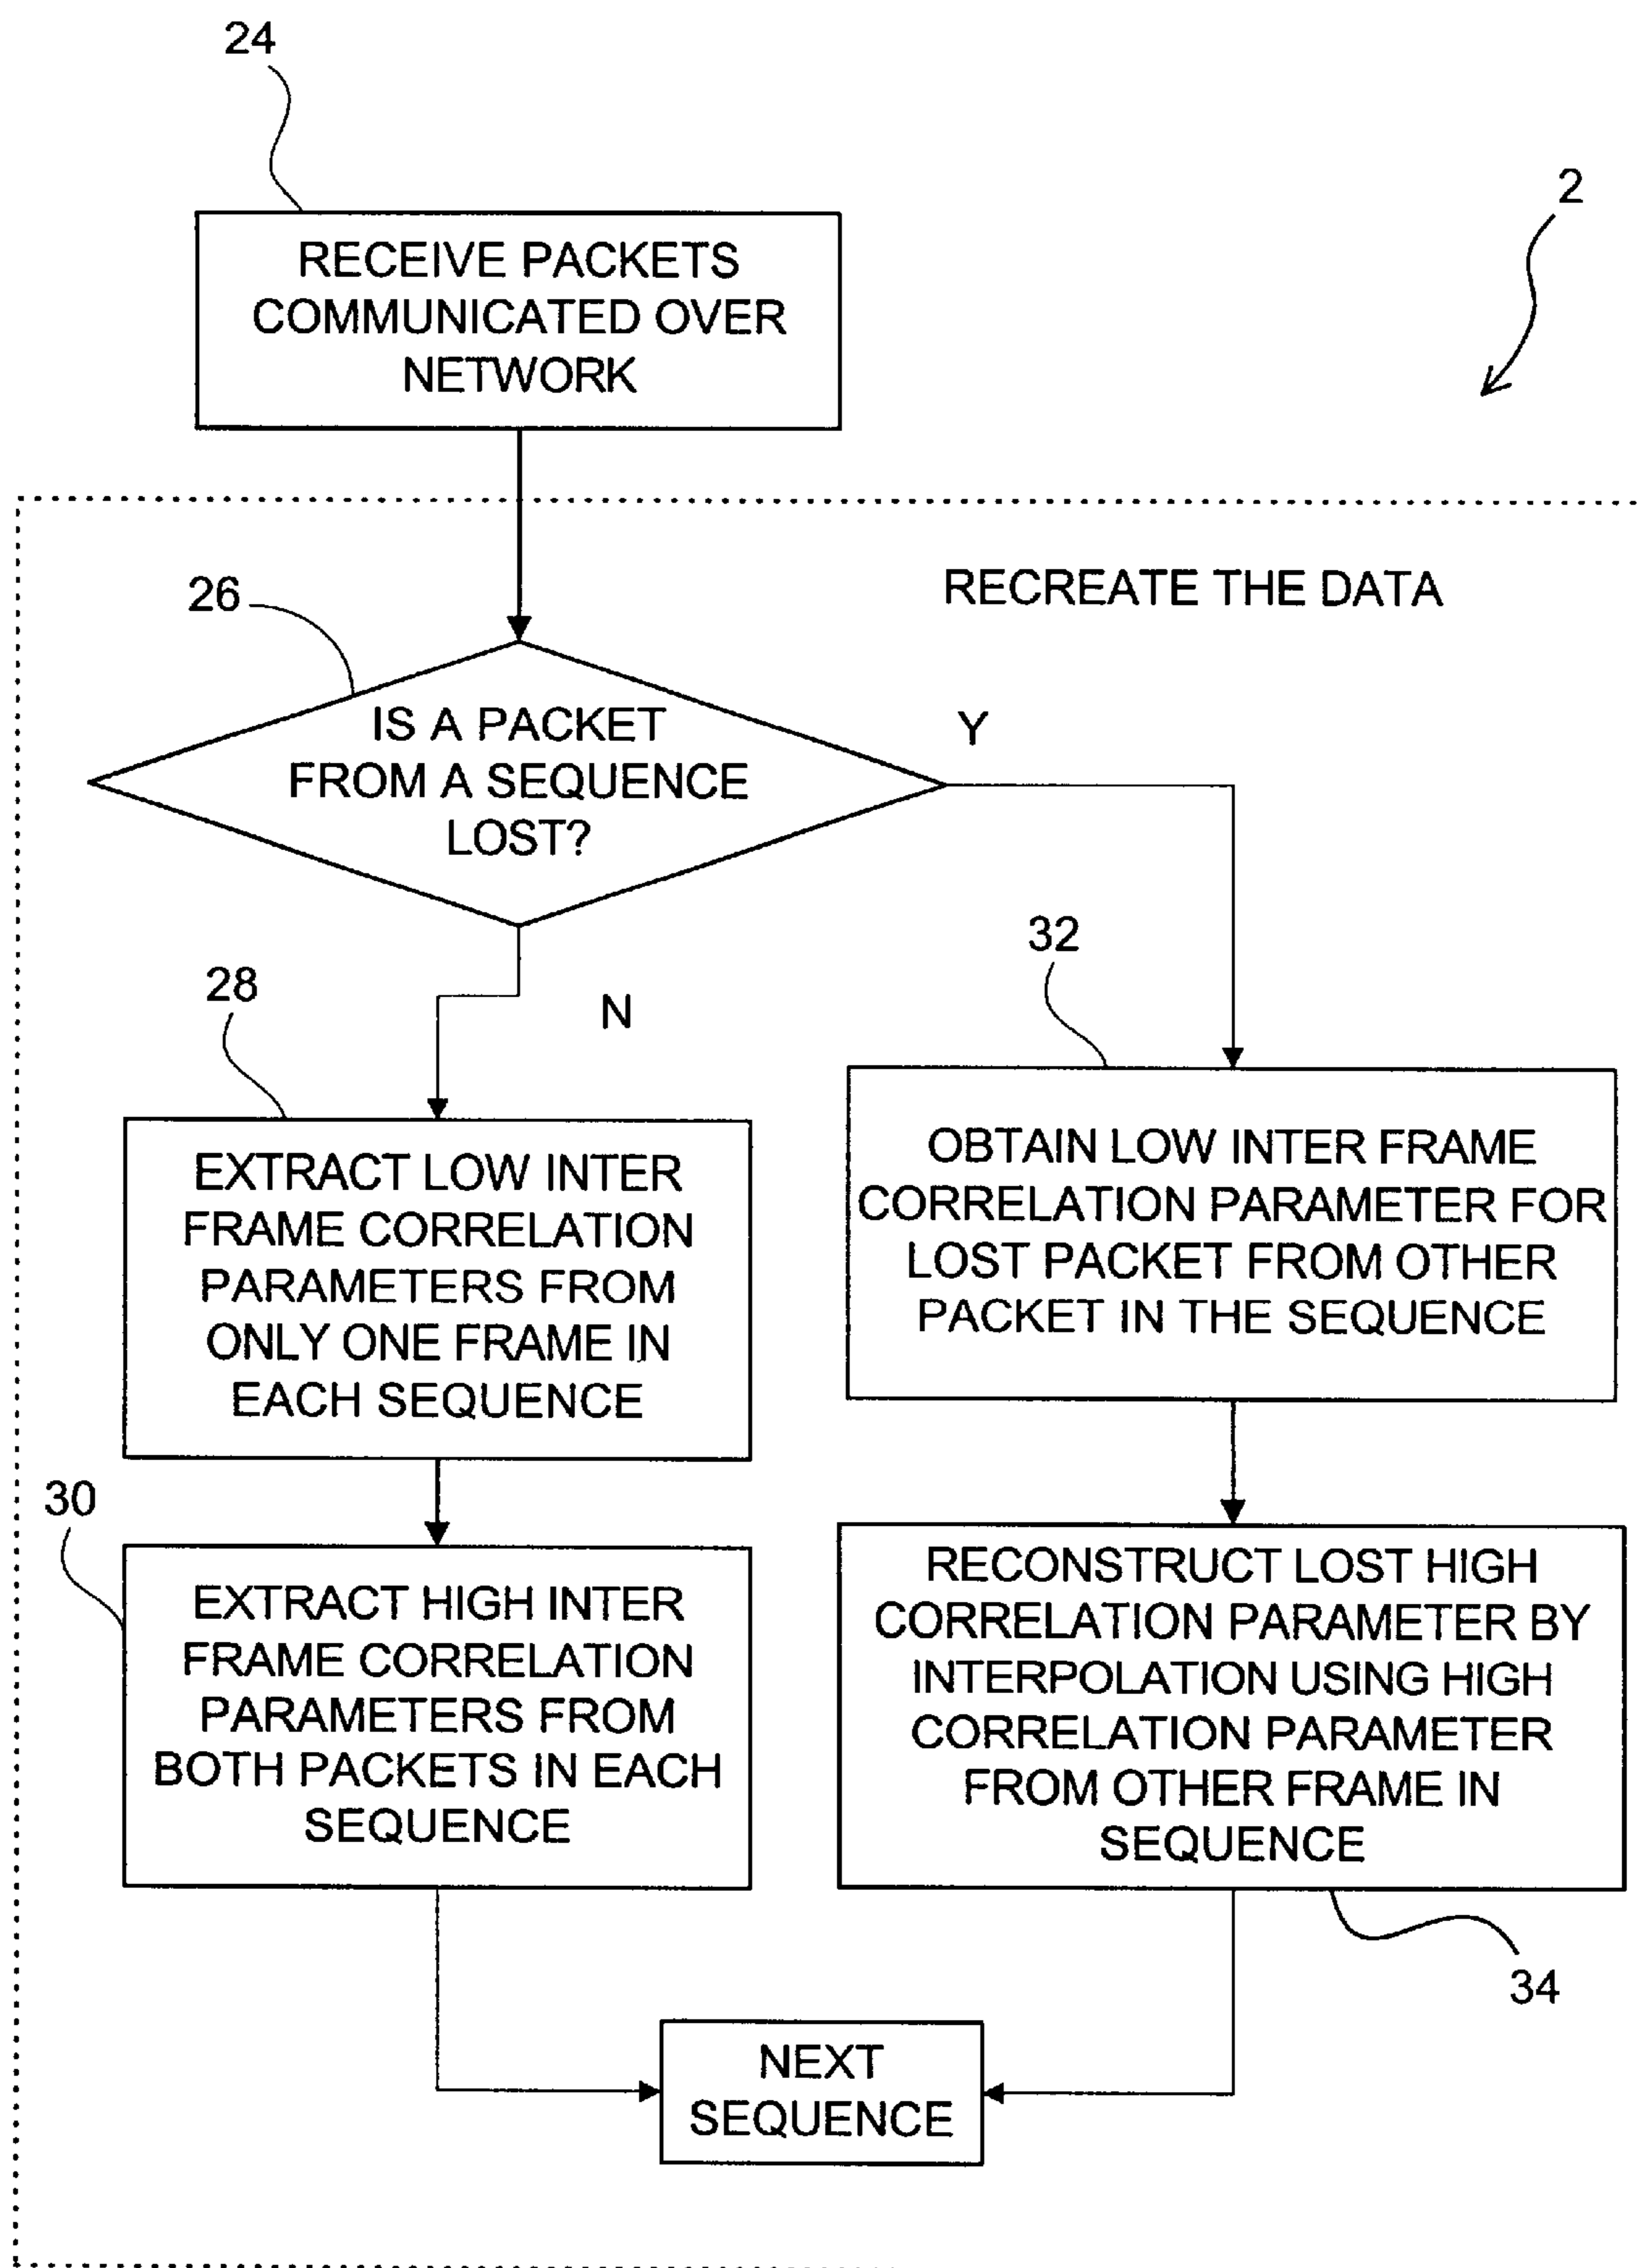 24
2
RECEIVE PACKETS
COMMUNICATED OVER
NETWORK
RECREATE THE DATA
26
IS A PACKET
FROM A SEQUENCE
LOST?
Y
N
28
EXTRACT LOW INTER
FRAME CORRELATION
PARAMETERS FROM
ONLY ONE FRAME IN
EACH SEQUENCE
32
OBTAIN LOW INTER FRAME
CORRELATION PARAMETER FOR
LOST PACKET FROM OTHER
PACKET IN THE SEQUENCE
30
EXTRACT HIGH INTER
FRAME CORRELATION
PARAMETERS FROM
BOTH PACKETS IN EACH
SEQUENCE
RECONSTRUCT LOST HIGH
CORRELATION PARAMETER BY
INTERPOLATION USING HIGH
CORRELATION PARAMETER
FROM OTHER FRAME IN
SEQUENCE
34
NEXT
SEQUENCE